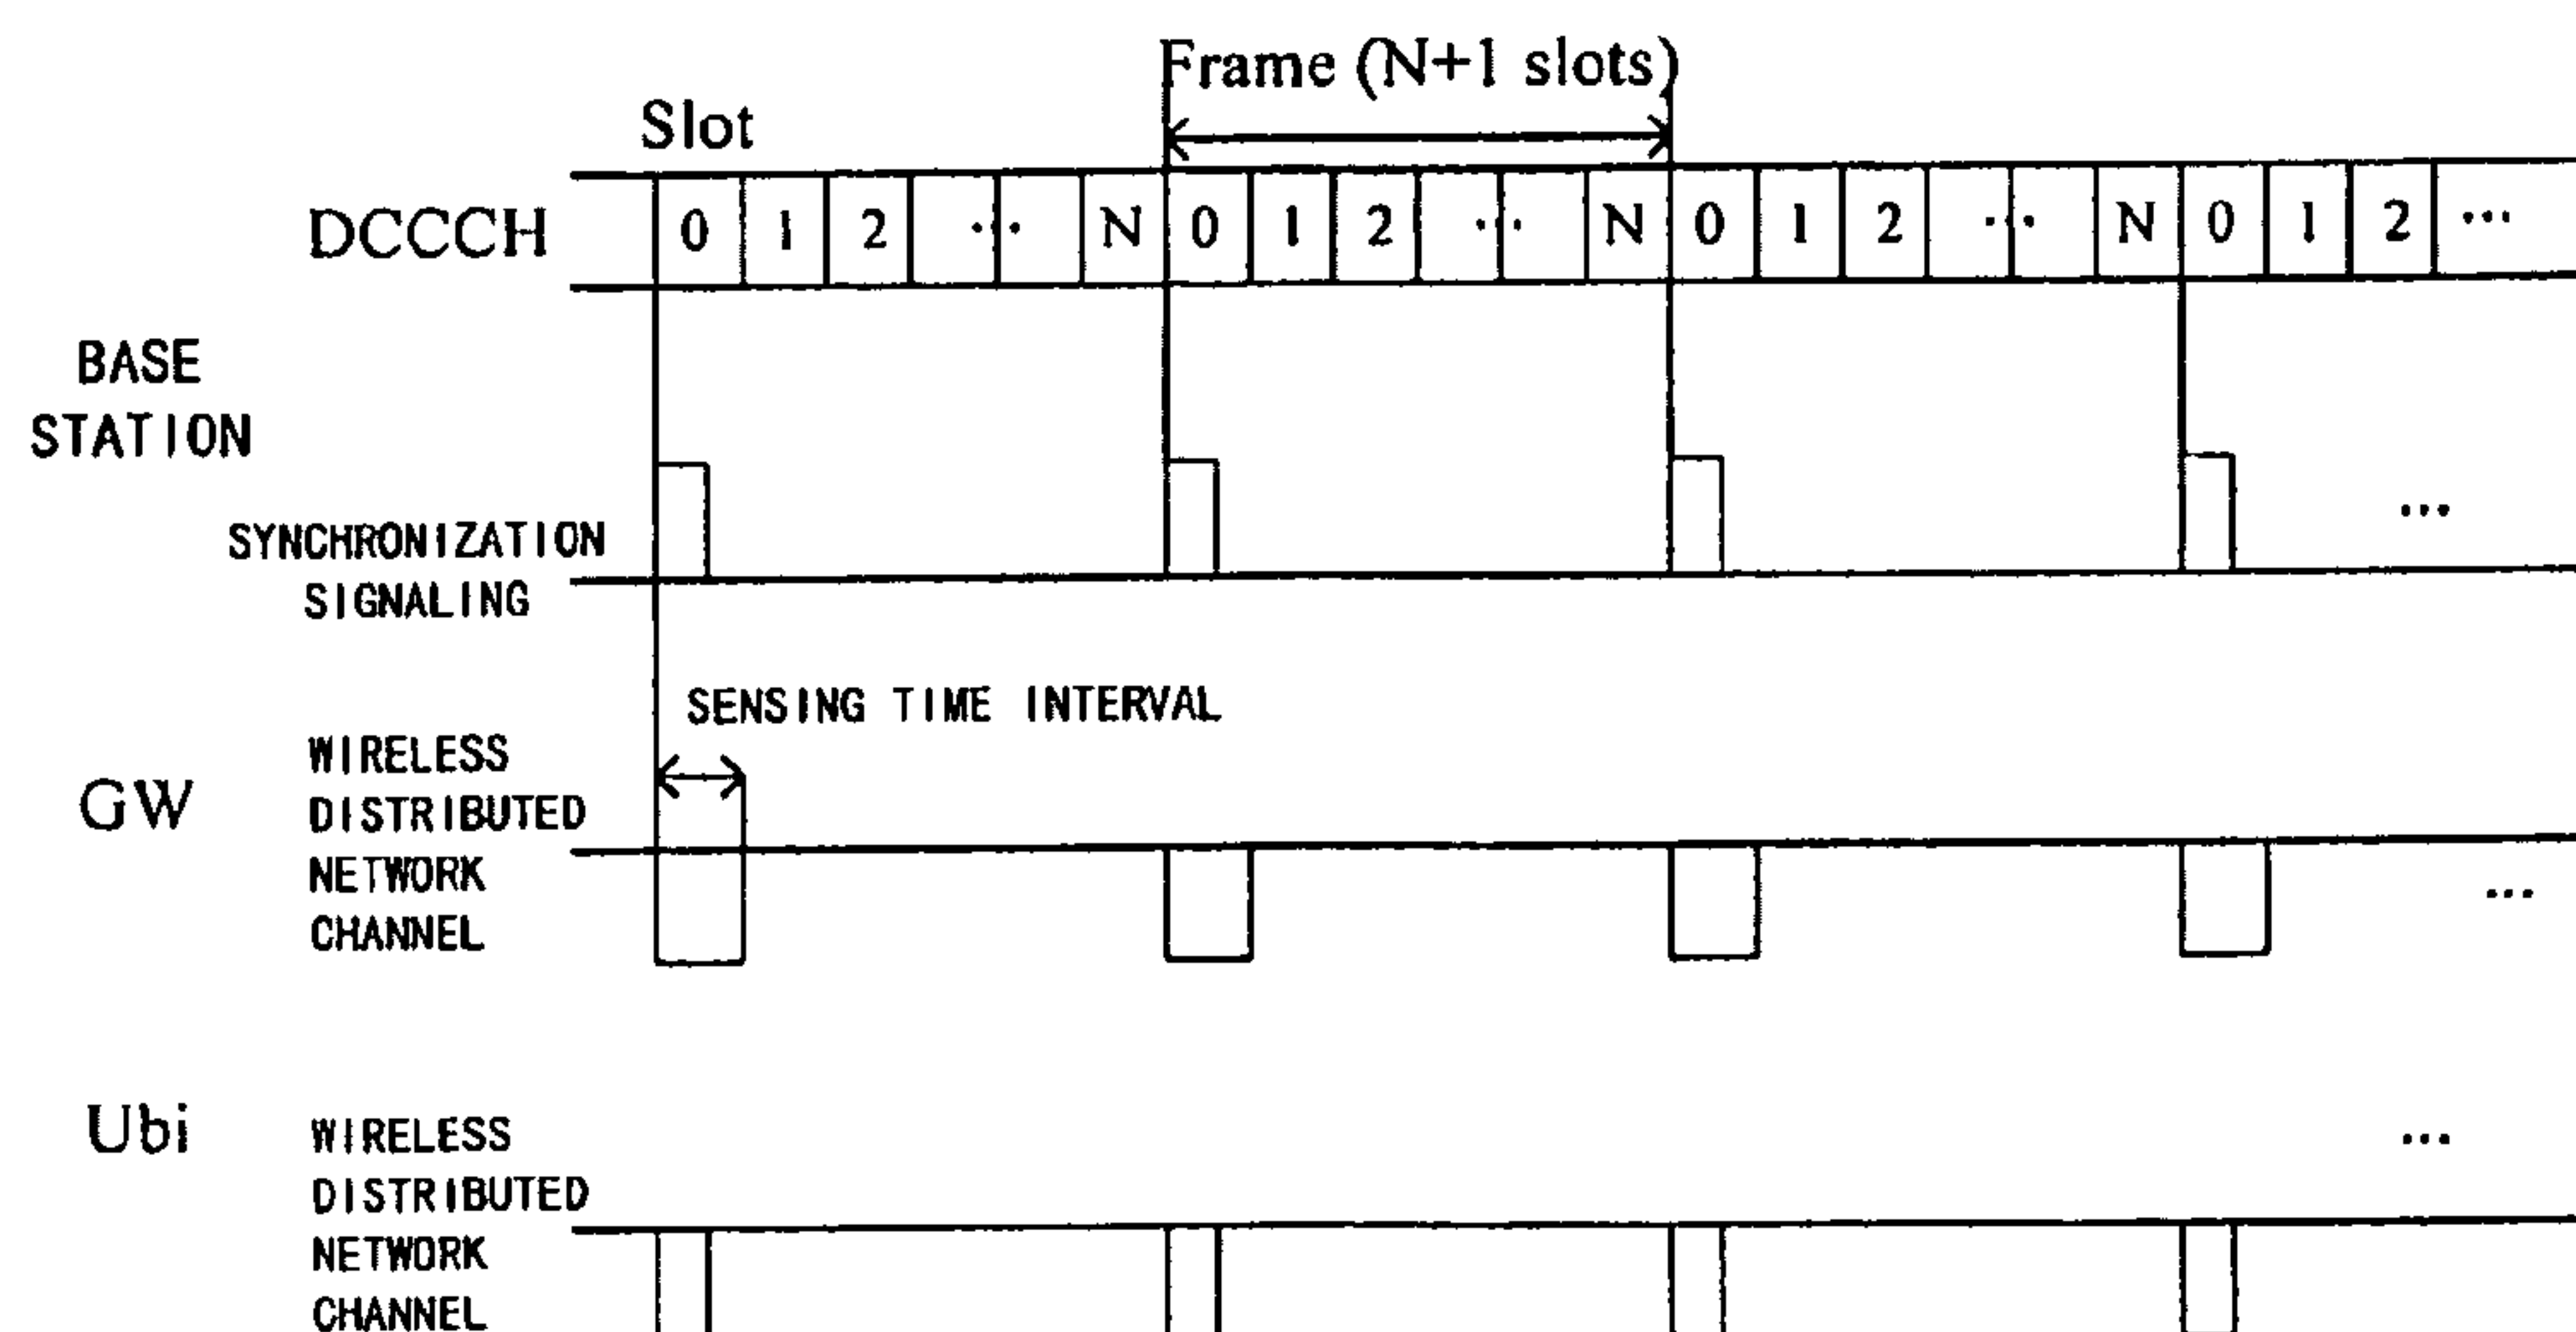 Frame (N+1 slots)
Slot
DCCCH 0 1 2 ... N 0 1 2 ... N 0 1 2 ... N 0 1 2 ...
BASE
STATION
...
SYNCHRONIZATION
SIGNALING
SENSING TIME INTERVAL
GW
WIRELESS
DISTRIBUTED
NETWORK
CHANNEL
...
Ubi
WIRELESS
DISTRIBUTED
NETWORK
CHANNEL
...